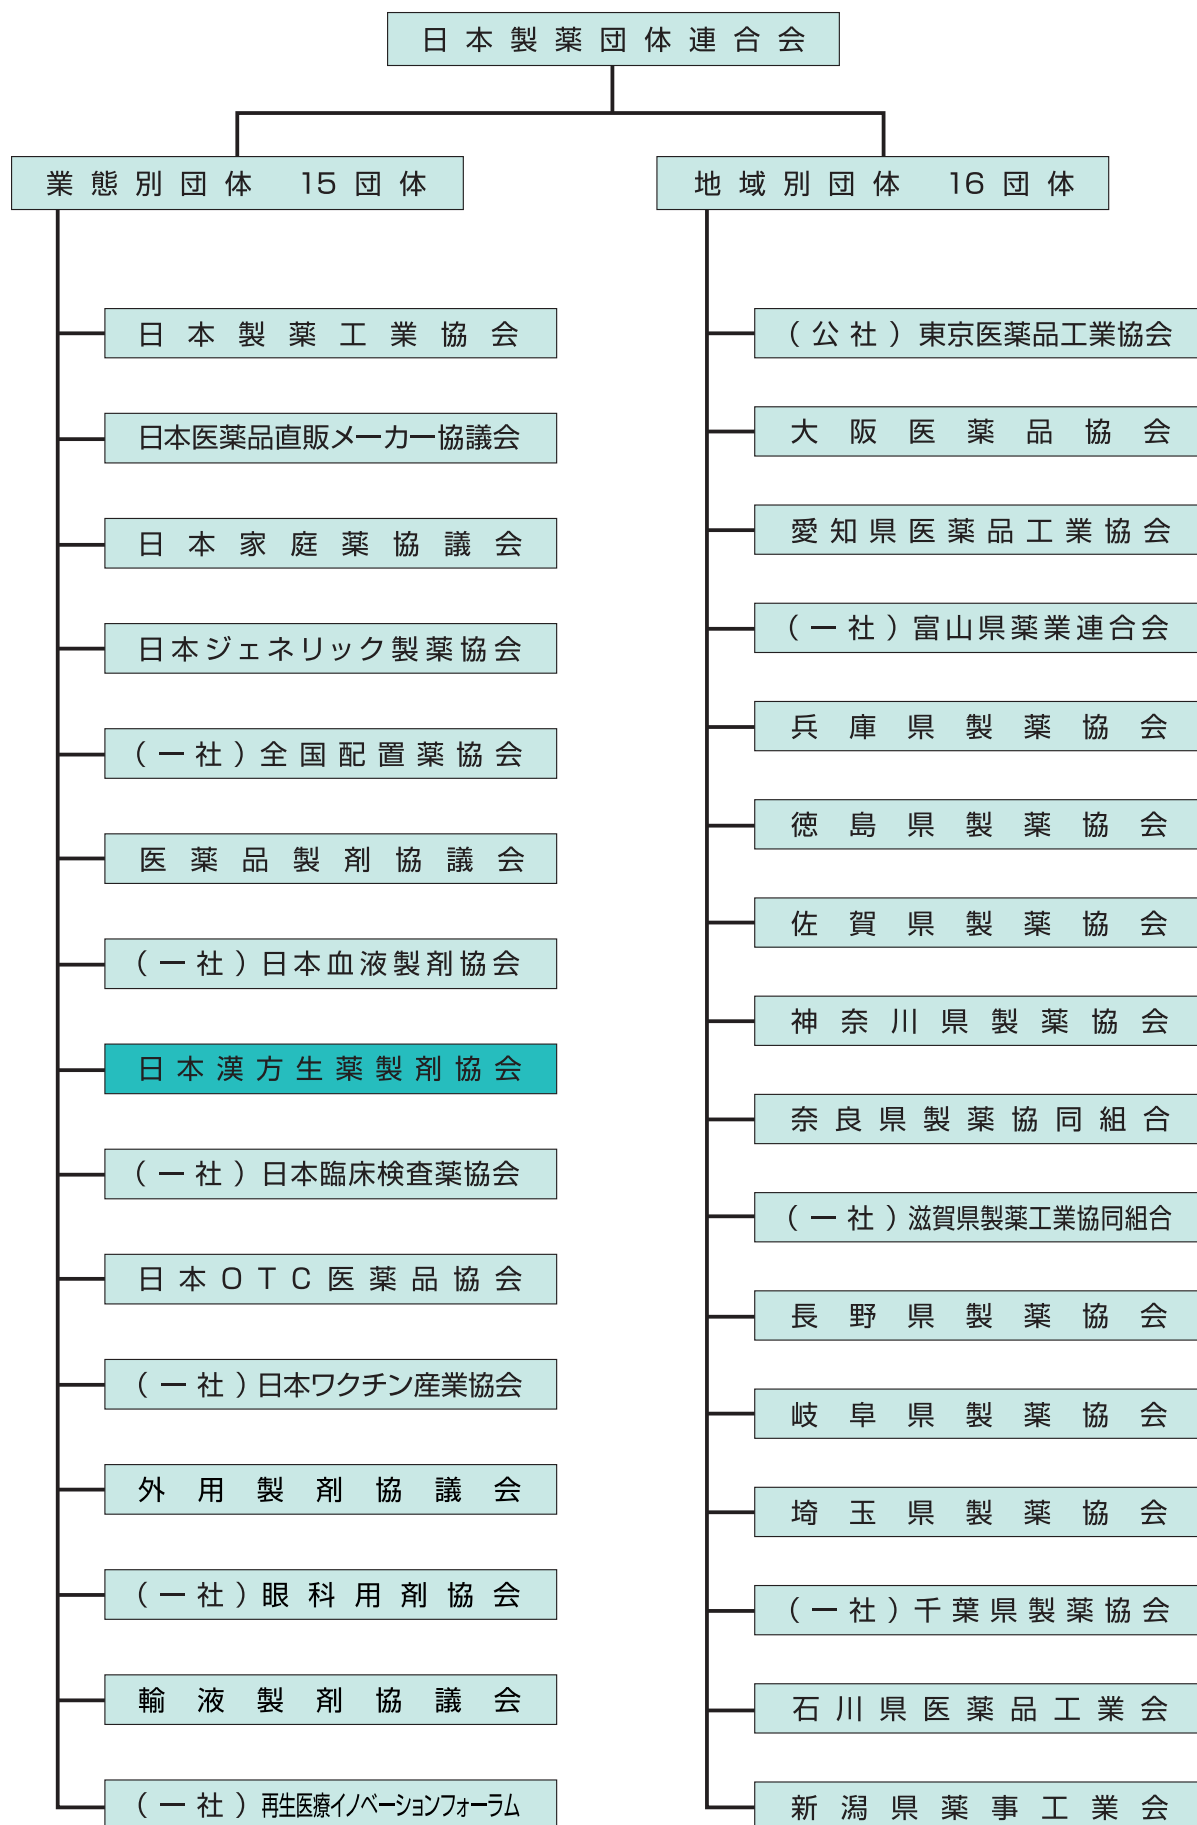 日本製薬団体連合会
業態別団体 15団体
日本製薬工業協会
日本医薬品直販メーカー協議会
日本家庭薬協議会
日本ジェネリック製薬協会
(一社)全国配置薬協会
医薬品製剤協議会
(一社)日本血液製剤協会
日本漢方生薬製剤協会
(一社)日本臨床検査薬協会
日本OTC医薬品協会
(一社)日本ワクチン産業協会
外用製剤協議会
(一社)眼科用剤協会
輸液製剤協議会
(一社)再生医療イノベーションフォーラム
地域別団体 16団体
(公社)東京医薬品工業協会
大阪医薬品協会
愛知県医薬品工業協会
(一社)富山県薬業連合会
兵庫県製薬協会
徳島県製薬協会
佐賀県製薬協会
神奈川県製薬協会
奈良県製薬協同組合
(一社)滋賀県製薬工業協同組合
長野県製薬協会
岐阜県製薬協会
埼玉県製薬協会
(一社)千葉県製薬協会
石川県医薬品工業会
新潟県薬事工業会